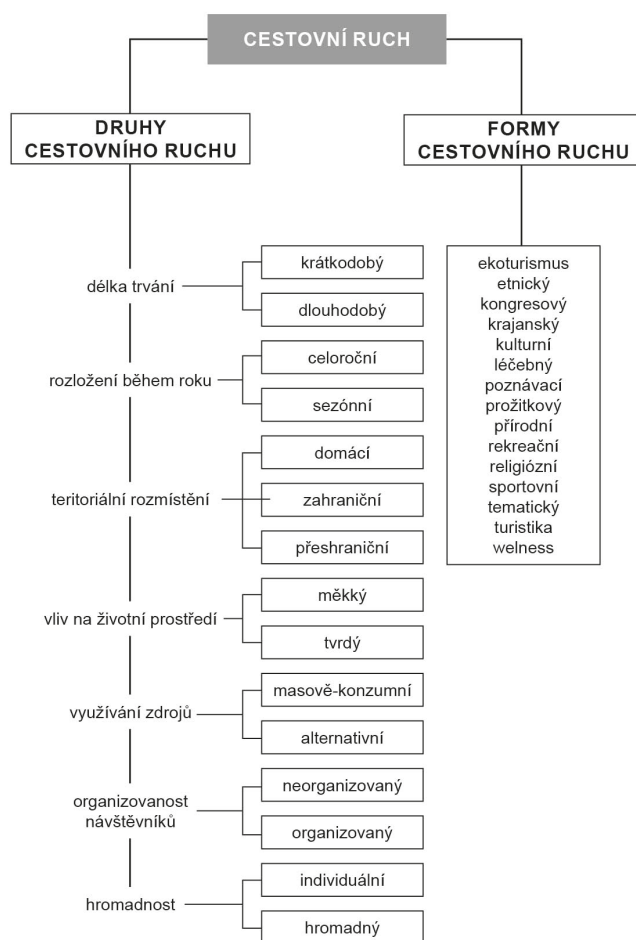 CESTOVNÍ RUCH
DRUHY
CESTOVNÍHO RUCHU
FORMY
CESTOVNÍHO RUCHU
délka trvání
krátkodobý
dlouhodobý
rozložení během roku
celoroční
sezónní
teritoriální rozmístění
domácí
zahraniční
přeshraniční
vliv na životní prostředí
měkký
tvrdý
využívání zdrojů
masově-konzumní
alternativní
organizovanost
návštěvníků
neorganizovaný
organizovaný
hromadnost
individuální
hromadný
ekoturismus
etnický
kongresový
krajanský
kulturní
léčebný
poznávací
prožitkový
přírodní
rekreační
religiózní
sportovní
tematický
turistika
welness